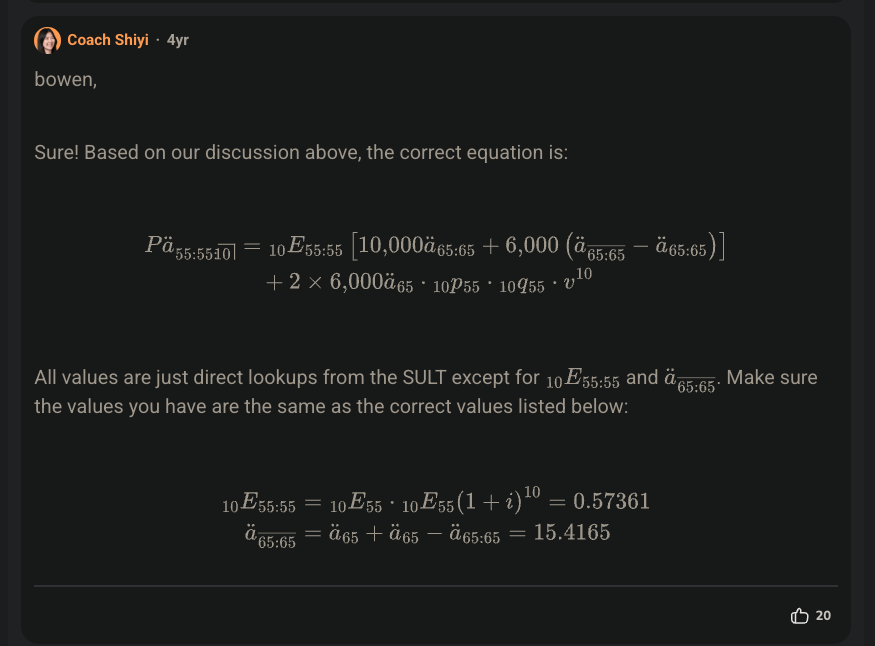 Coach Shiyi · 4yr
bowen,
Sure! Based on our discussion above, the correct equation is:
$P\ddot{a}_{55:55:\overline{10}|} = {}_{10}E_{55:55}\left[10{,}000\ddot{a}_{65:65} + 6{,}000\left(\ddot{a}_{\overline{65:65}} - \ddot{a}_{65:65}\right)\right]$
$+ 2 \times 6{,}000\ddot{a}_{65} \cdot {}_{10}p_{55} \cdot {}_{10}q_{55} \cdot v^{10}$
All values are just direct lookups from the SULT except for ${}_{10}E_{55:55}$ and $\ddot{a}_{\overline{65:65}}$. Make sure
the values you have are the same as the correct values listed below:
${}_{10}E_{55:55} = {}_{10}E_{55} \cdot {}_{10}E_{55}(1+i)^{10} = 0.57361$
$\ddot{a}_{\overline{65:65}} = \ddot{a}_{65} + \ddot{a}_{65} - \ddot{a}_{65:65} = 15.4165$
20